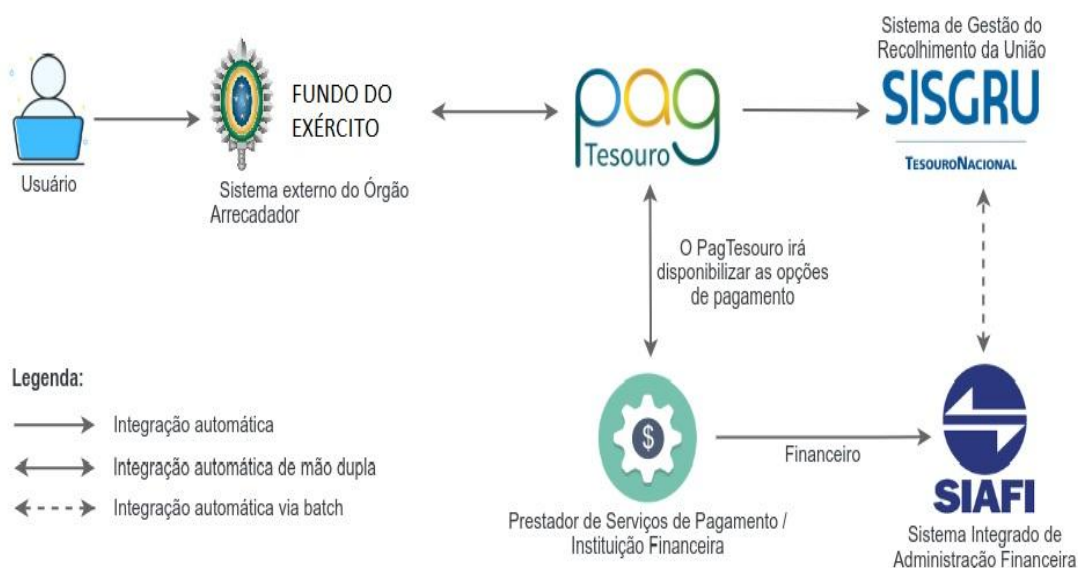 Sistema de Gestão do
Recolhimento da União
FUNDO DO
EXÉRCITO
pag
Tesouro
SISGRU
TESOURONACIONAL
Usuário
Sistema externo do Órgão
Arrecadador
O PagTesouro irá
disponibilizar as opções
de pagamento
Legenda:
Integração automática
Integração automática de mão dupla
Integração automática via batch
$
Financeiro
Prestador de Serviços de Pagamento /
Instituição Financeira
SIAFI
Sistema Integrado de
Administração Financeira